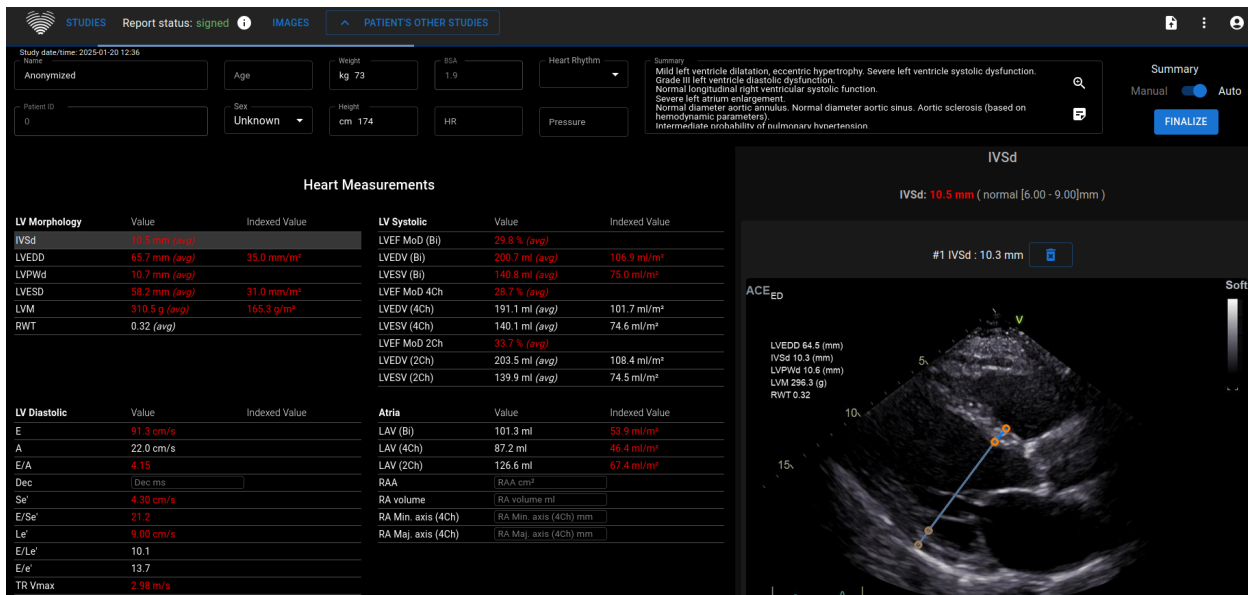 STUDIES Report status: signed i IMAGES PATIENT'S OTHER STUDIES
Study date/time: 2025-01-20 12:36
Name
Anonymized
Age
Weight
kg 73
BSA
1.9
Heart Rhythm
Patient ID
0
Sex
Unknown
Height
cm 174
HR
Pressure
Summary
Mild left ventricle dilatation, eccentric hypertrophy. Severe left ventricle systolic dysfunction.
Grade III left ventricle diastolic dysfunction.
Normal longitudinal right ventricular systolic function.
Severe left atrium enlargement.
Normal diameter aortic annulus. Normal diameter aortic sinus. Aortic sclerosis (based on
hemodynamic parameters).
Intermediate probability of pulmonary hypertension.
Summary
Manual Auto
FINALIZE
Heart Measurements
LV Morphology Value Indexed Value
IVSd 10.5 mm (avg)
LVEDD 65.7 mm (avg) 35.0 mm/m²
LVPWd 10.7 mm (avg)
LVESD 58.2 mm (avg) 31.0 mm/m²
LVM 310.5 g (avg) 165.3 g/m²
RWT 0.32 (avg)
LV Systolic Value Indexed Value
LVEF MoD (Bi) 29.8 % (avg)
LVEDV (Bi) 200.7 ml (avg) 106.9 ml/m²
LVESV (Bi) 140.8 ml (avg) 75.0 ml/m²
LVEF MoD 4Ch 28.7 % (avg)
LVEDV (4Ch) 191.1 ml (avg) 101.7 ml/m²
LVESV (4Ch) 140.1 ml (avg) 74.6 ml/m²
LVEF MoD 2Ch 33.7 % (avg)
LVEDV (2Ch) 203.5 ml (avg) 108.4 ml/m²
LVESV (2Ch) 139.9 ml (avg) 74.5 ml/m²
LV Diastolic Value Indexed Value
E 91.3 cm/s
A 22.0 cm/s
E/A 4.15
Dec Dec ms
Se' 4.30 cm/s
E/Se' 21.2
Le' 9.00 cm/s
E/Le' 10.1
E/e' 13.7
TR Vmax 2.98 m/s
Atria Value Indexed Value
LAV (Bi) 101.3 ml 53.9 ml/m²
LAV (4Ch) 87.2 ml 46.4 ml/m²
LAV (2Ch) 126.6 ml 67.4 ml/m²
RAA RAA cm²
RA volume RA volume ml
RA Min. axis (4Ch) RA Min. axis (4Ch) mm
RA Maj. axis (4Ch) RA Maj. axis (4Ch) mm
IVSd
IVSd: 10.5 mm ( normal [6.00 - 9.00]mm )
#1 IVSd : 10.3 mm
ACE ED
Soft
V
LVEDD 64.5 (mm)
IVSd 10.3 (mm)
LVPWd 10.6 (mm)
LVM 296.3 (g)
RWT 0.32
5
10
15